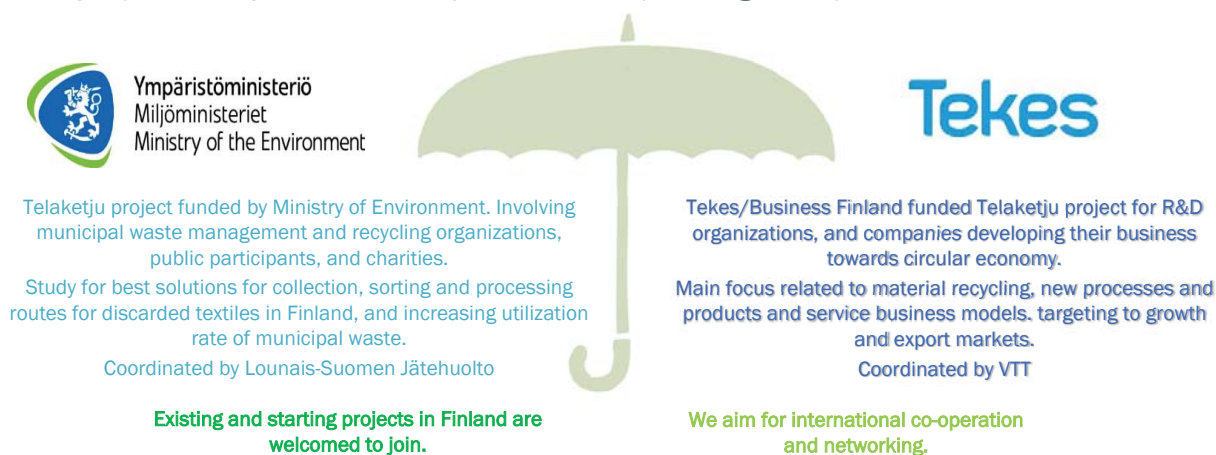 Ympäristöministeriö
Miljöministeriet
Ministry of the Environment
Tekes
Telaketju project funded by Ministry of Environment. Involving
municipal waste management and recycling organizations,
public participants, and charities.
Study for best solutions for collection, sorting and processing
routes for discarded textiles in Finland, and increasing utilization
rate of municipal waste.
Coordinated by Lounais-Suomen Jätehuolto
Tekes/Business Finland funded Telaketju project for R&D
organizations, and companies developing their business
towards circular economy.
Main focus related to material recycling, new processes and
products and service business models. targeting to growth
and export markets.
Coordinated by VTT
Existing and starting projects in Finland are
welcomed to join.
We aim for international co-operation
and networking.